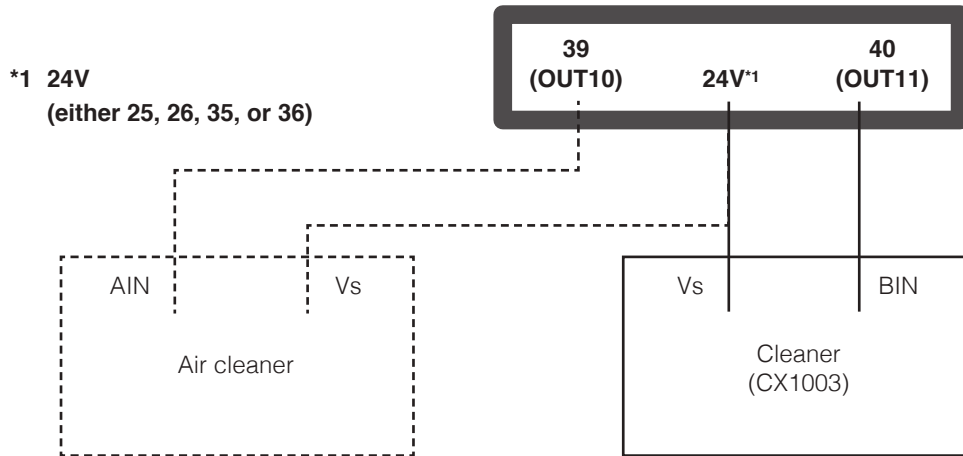 *1 24V
(either 25, 26, 35, or 36)
39
(OUT10)
24V*1
40
(OUT11)
AIN
Vs
Air cleaner
Vs
BIN
Cleaner
(CX1003)